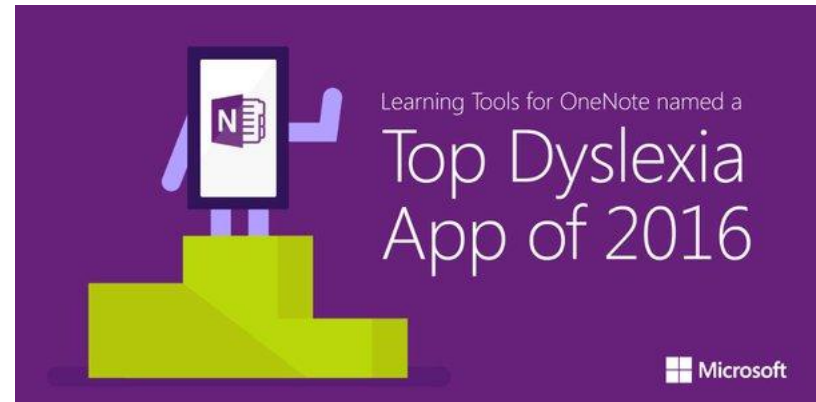 N
Learning Tools for OneNote named a
Top Dyslexia
App of 2016
Microsoft